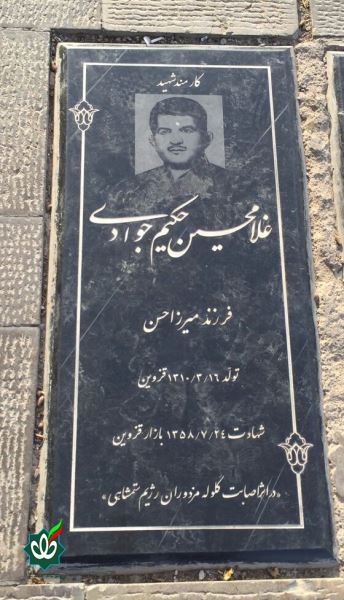 کارمند شهید
غلامحسین حکیم جوادی
فرزند میرزا حسن
تولد ۱۳۱۰/۳/۱۶ قزوین
شهادت ۱۳۵۸/۷/۲۴ بازار قزوین
«در اثر اصابت گلوله مزدوران رژیم ستمشاهی»